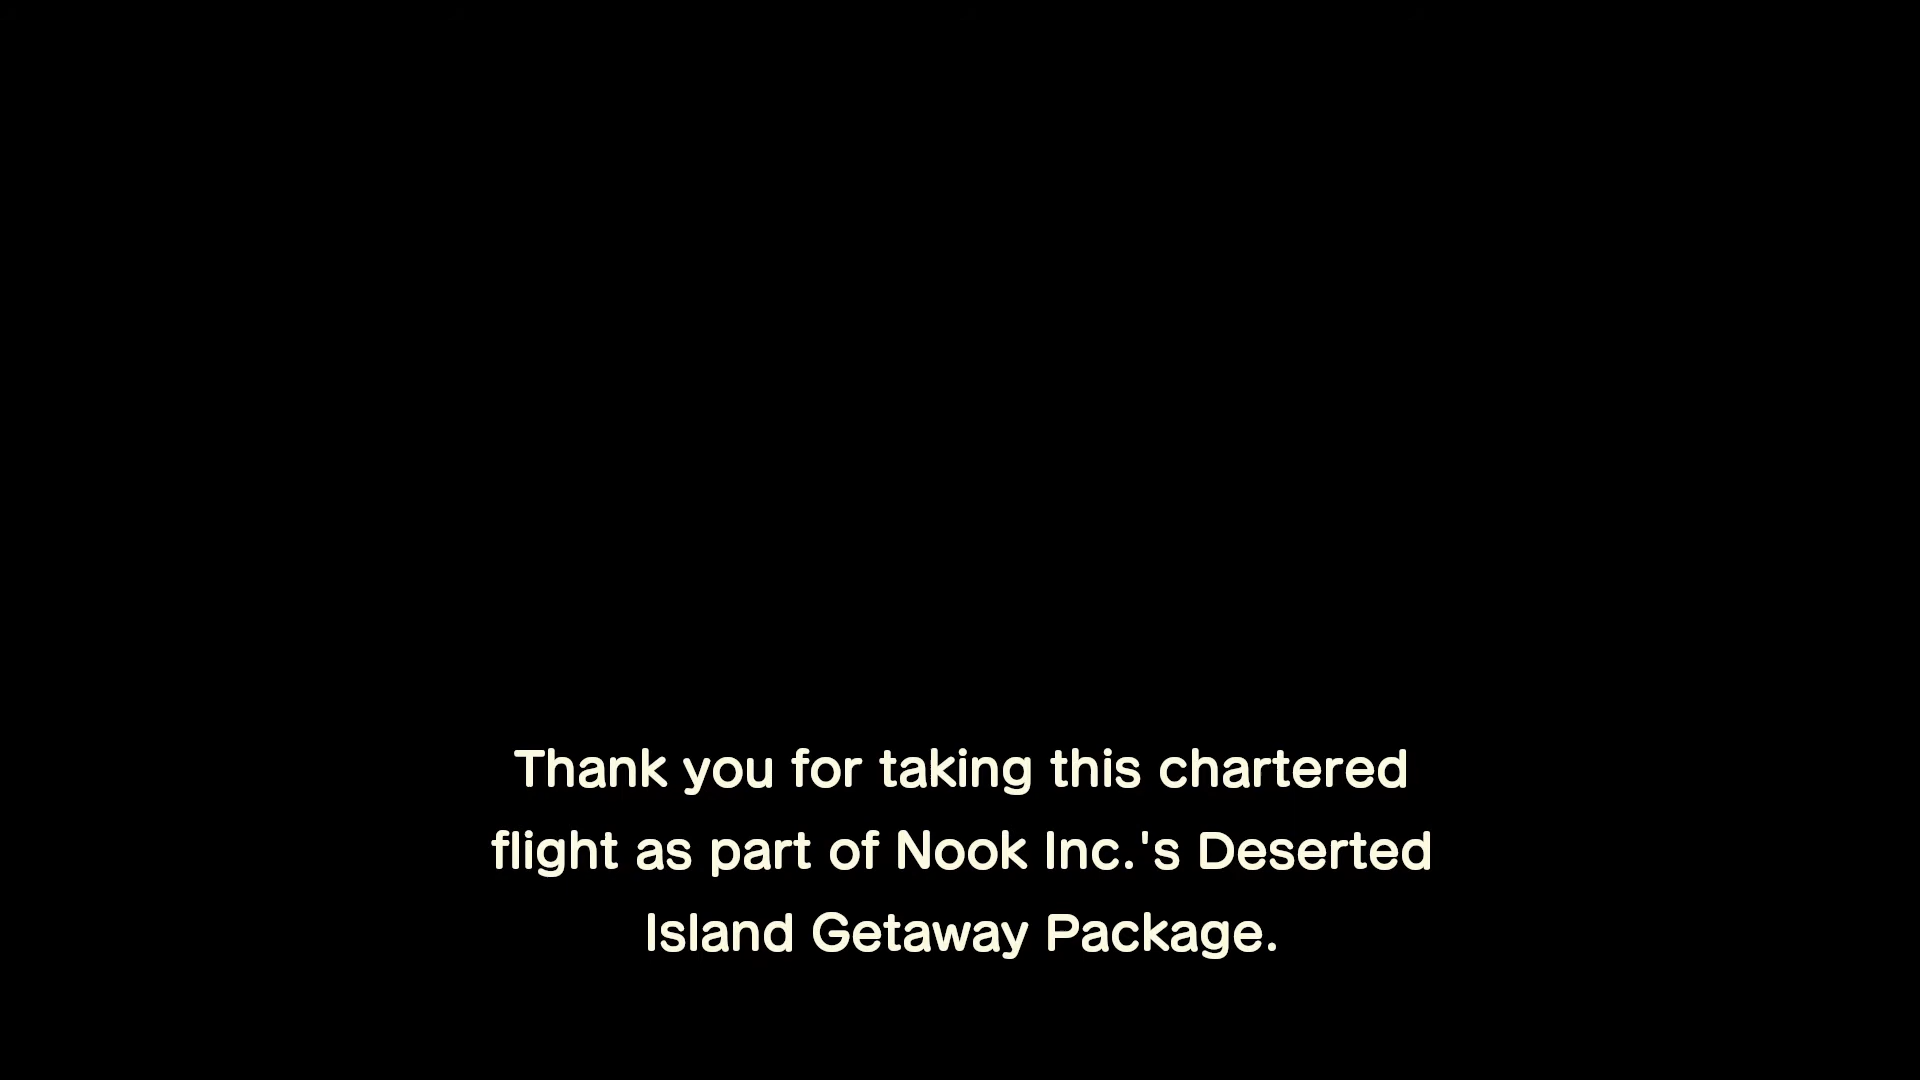 Thank you for taking this chartered
flight as part of Nook Inc.'s Deserted
Island Getaway Package.